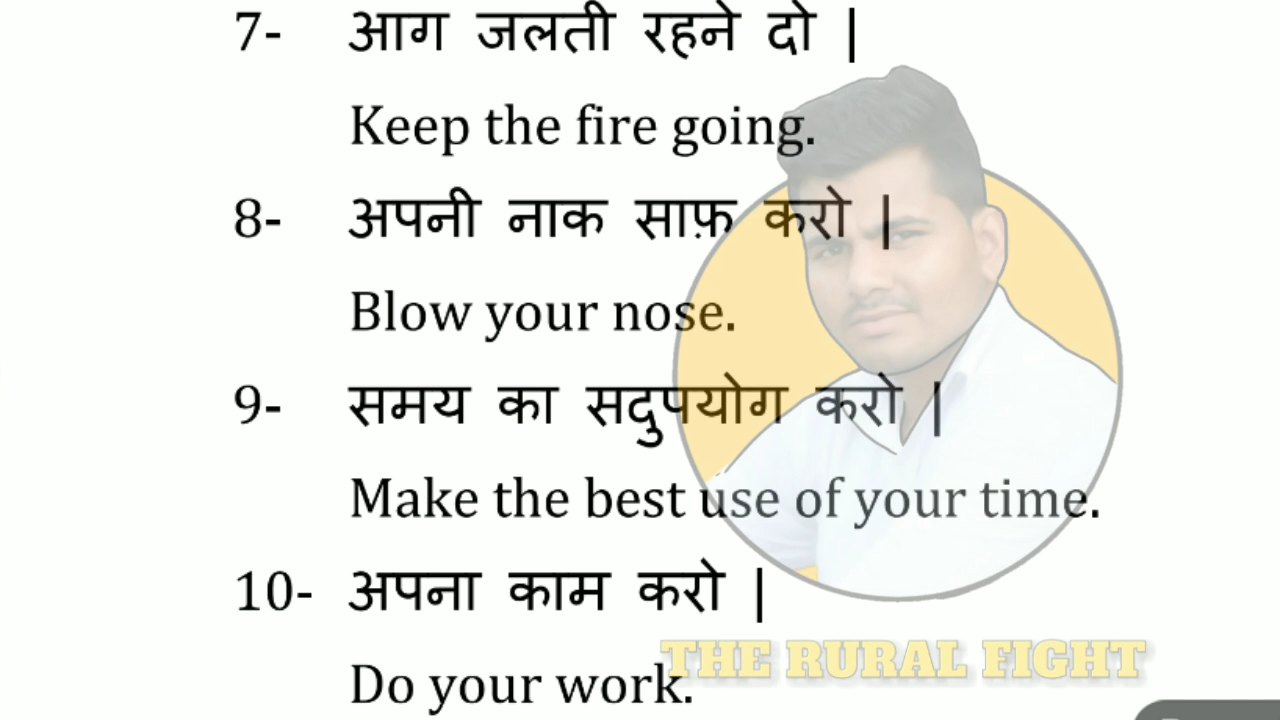 7- आग जलती रहने दो |
Keep the fire going.
8- अपनी नाक साफ़ करो |
Blow your nose.
9- समय का सदुपयोग करो |
Make the best use of your time.
10- अपना काम करो |
Do your work.
THE RURAL FIGHT